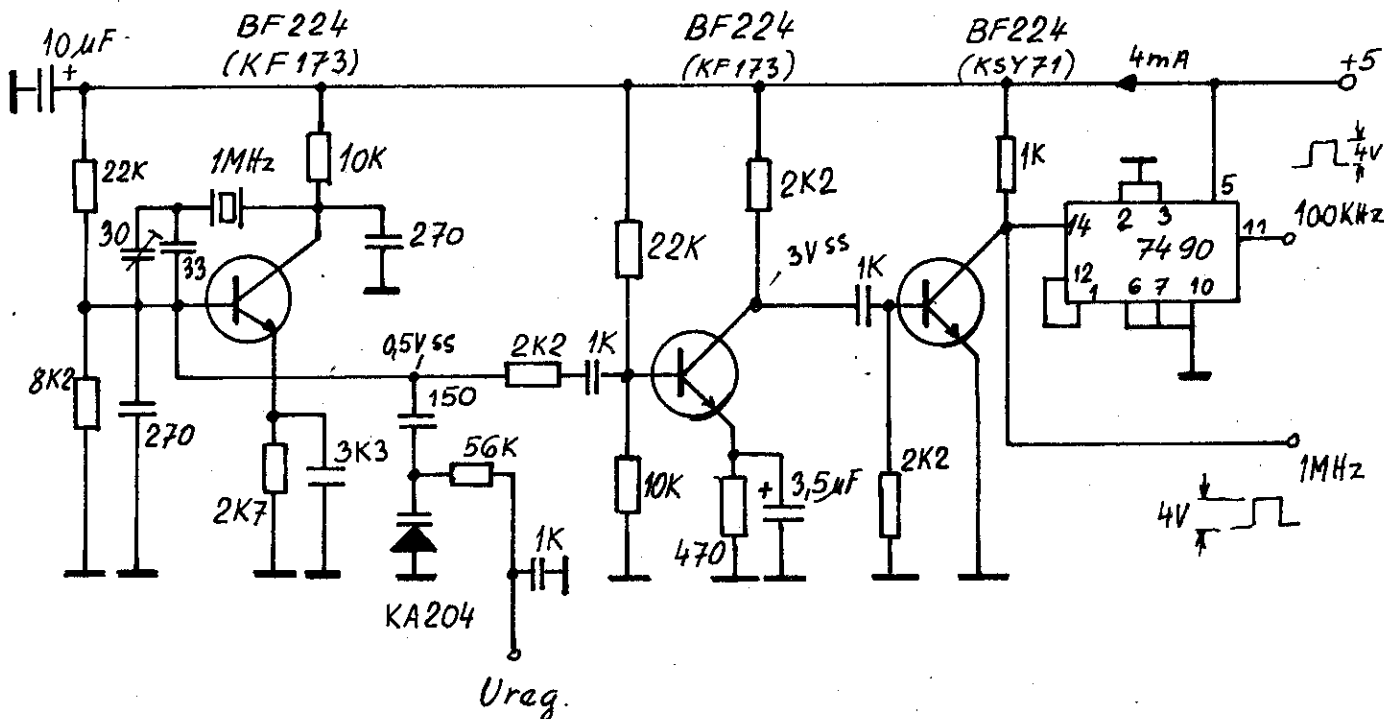 10µF
+
BF224
(KF173)
BF224
(KF173)
BF224
(KSY71)
4mA
+5
22K
1MHz
10K
2K2
1K
4V
30
33
270
22K
3Vss
1K
14
2
3
5
7490
11
100KHz
12
1
6
7
10
8K2
270
0,5Vss
2K2
1K
150
56K
2K7
3K3
10K
470
+
3,5µF
2K2
1MHz
4V
KA204
1K
Ureg.